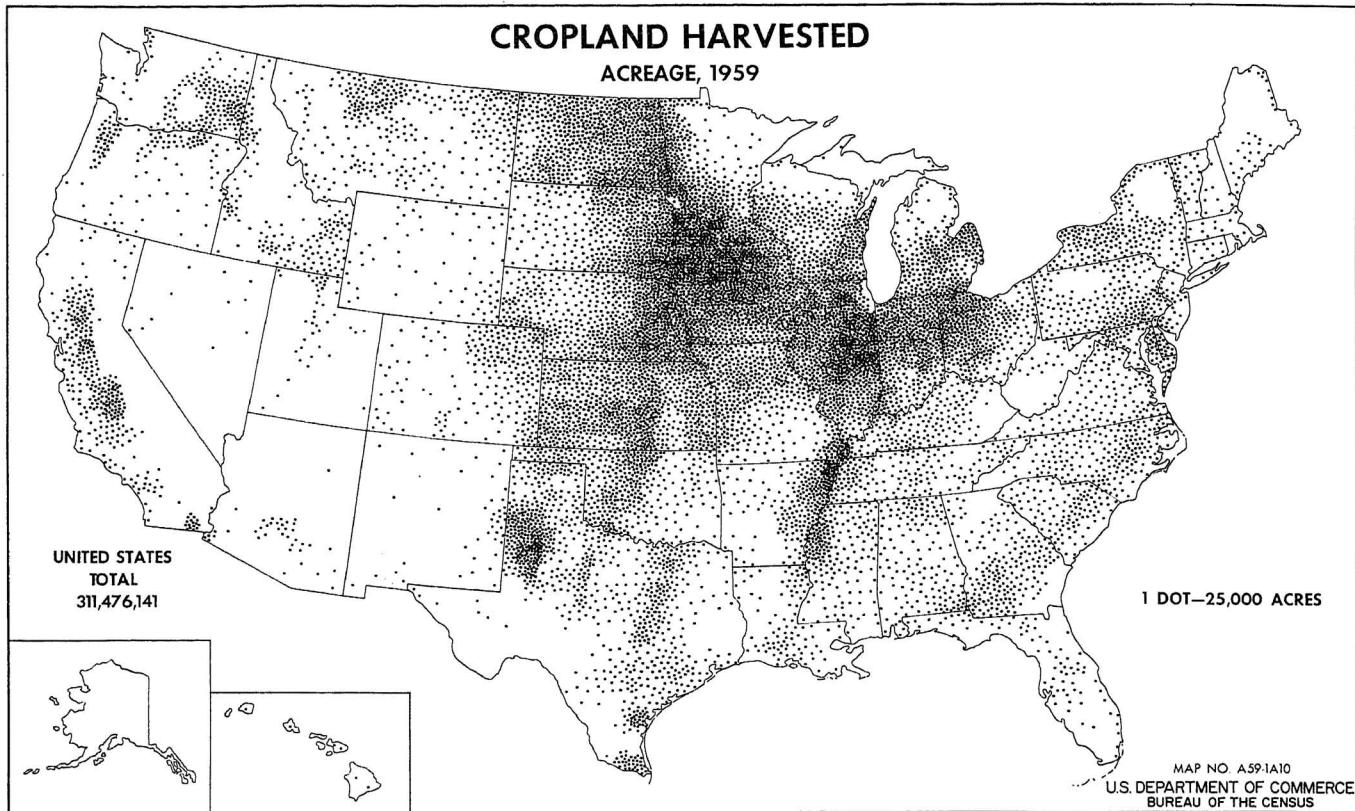 CROPLAND HARVESTED
ACREAGE, 1959
UNITED STATES
TOTAL
311,476,141
1 DOT—25,000 ACRES
MAP NO. A59-1A10
U.S. DEPARTMENT OF COMMERCE
BUREAU OF THE CENSUS